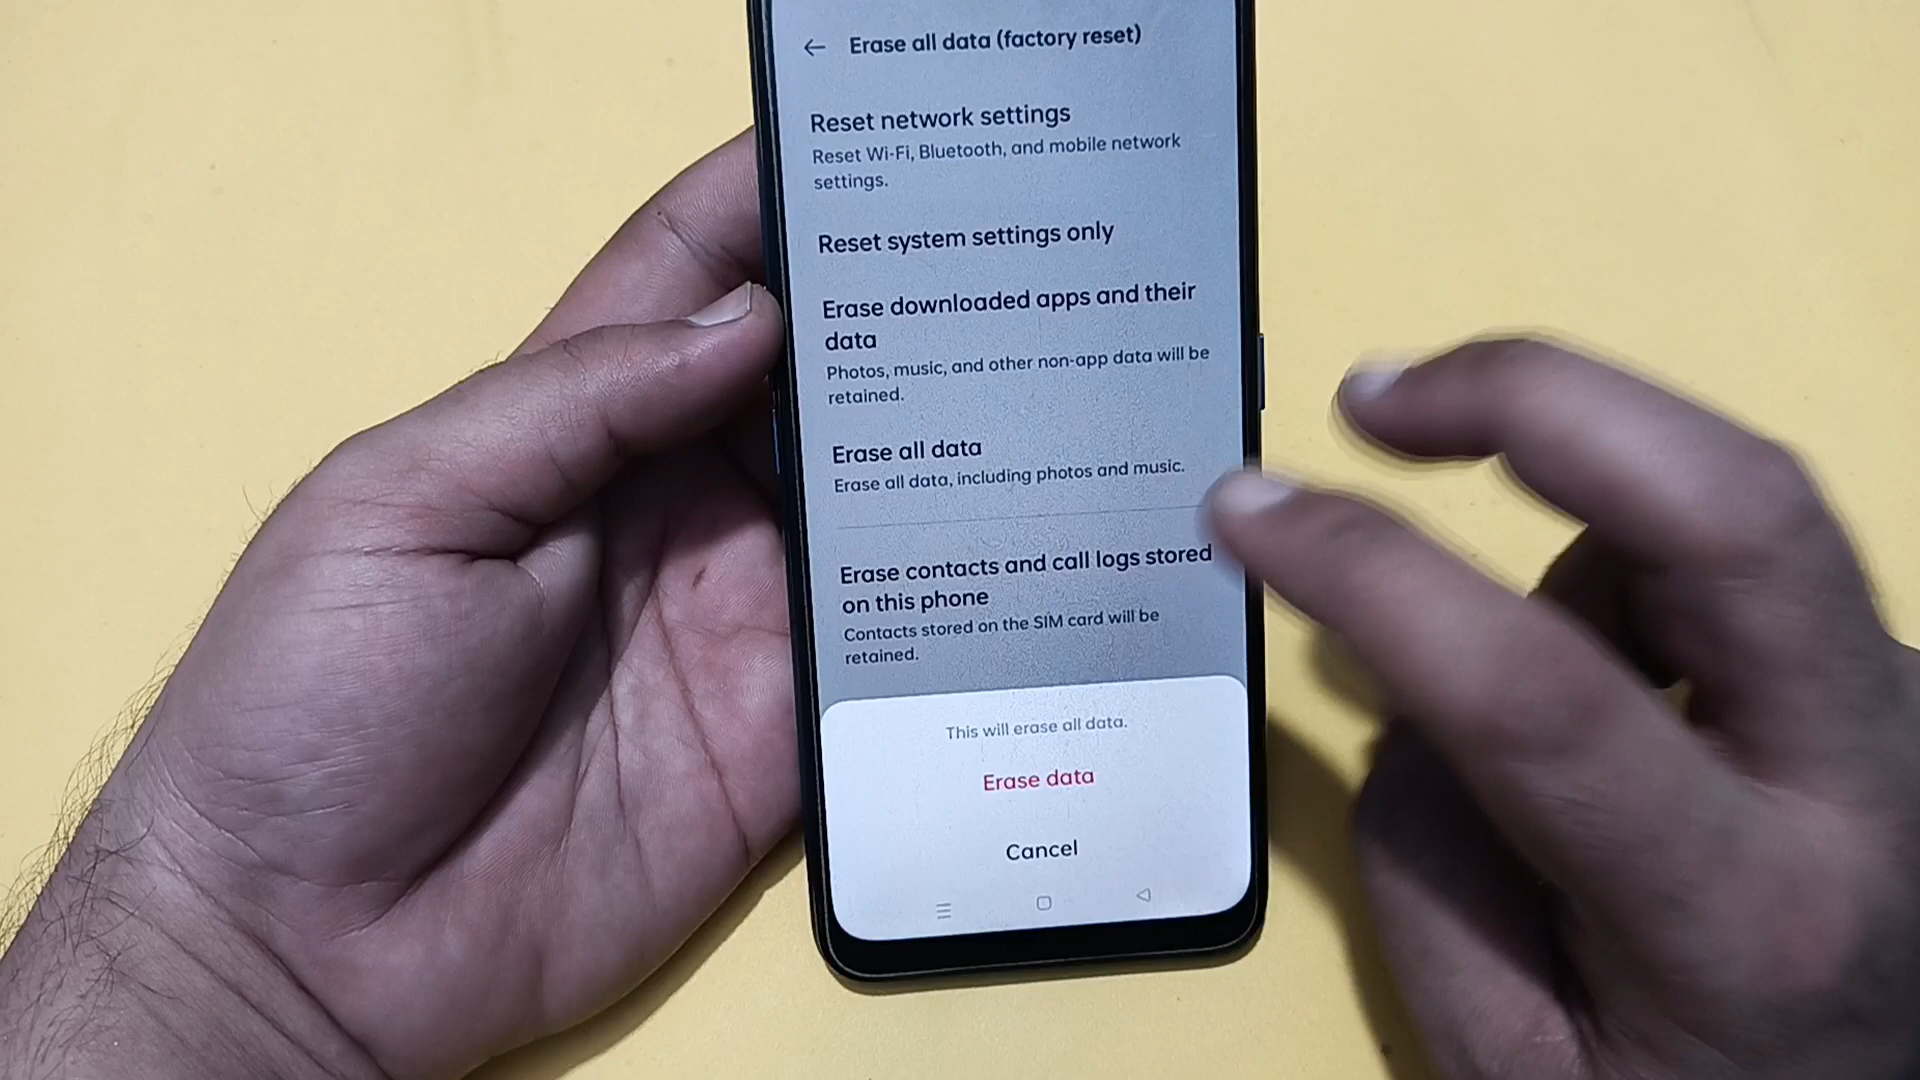 Erase all data (factory reset)
Reset network settings
Reset Wi-Fi, Bluetooth, and mobile network
settings.
Reset system settings only
Erase downloaded apps and their
data
Photos, music, and other non-app data will be
retained.
Erase all data
Erase all data, including photos and music.
Erase contacts and call logs stored
on this phone
Contacts stored on the SIM card will be
retained.
This will erase all data.
Erase data
Cancel